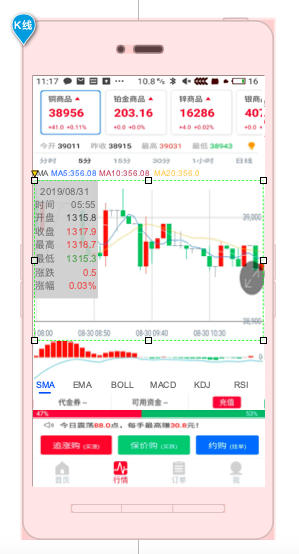 K线
11:17 10.8 16
铜商品 铂金商品 锌商品 银商
38956 203.16 16286 407
+41.0 +0.11% +0.0 +0.0% +4.0 +0.02%
今开 39011 昨收 38915 最高 39031 最低 38943
分时 5分 15分 30分 1小时 日线
MA MA5:356.08 MA10:356.08 MA20:356.0
2019/08/31
时间 05:55
开盘 1315.8
收盘 1317.9
最高 1318.7
最低 1315.3
涨跌 0.5
涨幅 0.03%
39,000
38,900
08:00 08-30 08:50 08-30 09:40 08-30 10:30
0
SMA EMA BOLL MACD KDJ RSI
代金券 -- 可用资金 -- 充值
47% 53%
今日震荡88.0点，每手最高赚30.8元！
追涨购 (买涨) 保价购 (买跌) 约购 (挂单)
首页 行情 订单 我